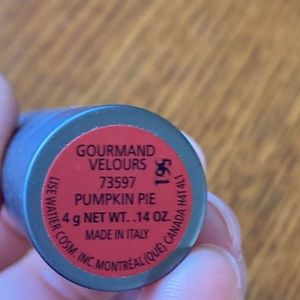 GOURMAND
VELOURS
73597
PUMPKIN PIE
4 g NET WT. .14 OZ.
MADE IN ITALY
LISE WATIER COSM. INC MONTRÉAL (QUÉ) CANADA H4T 4L1